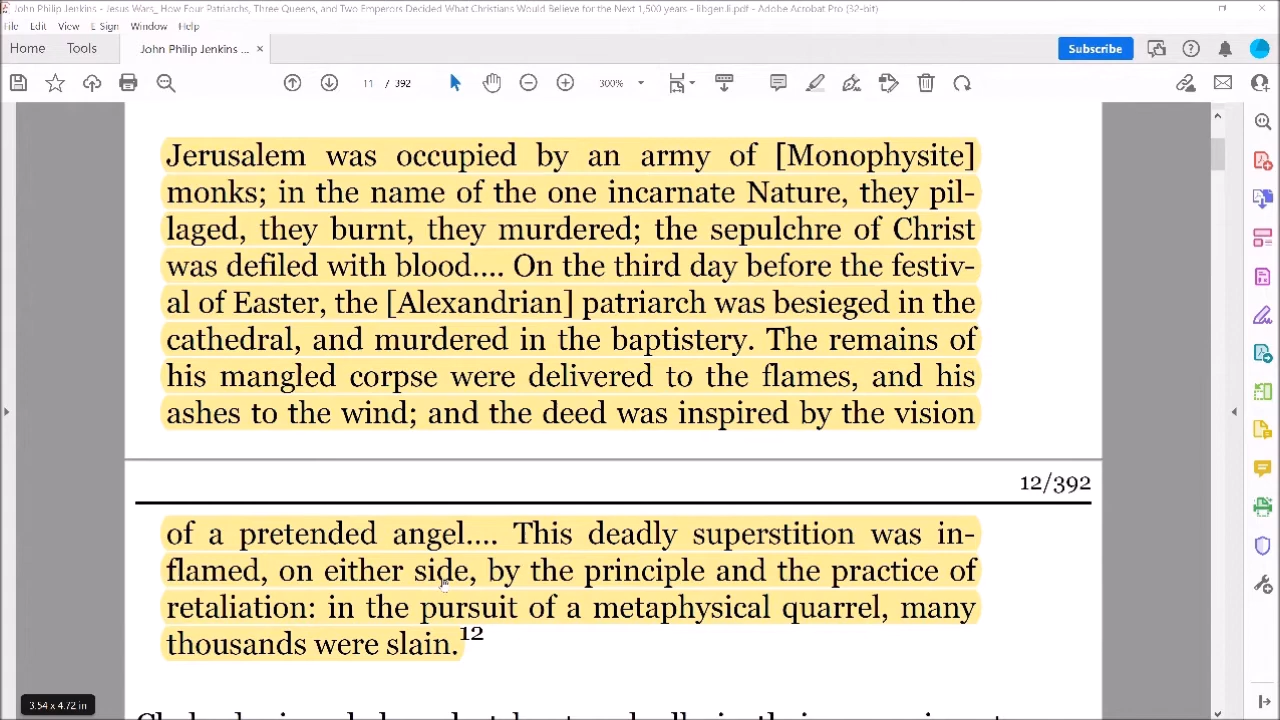 John Philip Jenkins - Jesus Wars_ How Four Patriarchs, Three Queens, and Two Emperors Decided What Christians Would Believe for the Next 1,500 years - libgen.li.pdf - Adobe Acrobat Pro (32-bit)
File Edit View E Sign Window Help
Home Tools John Philip Jenkins ... × Subscribe
11 / 392 300%
Jerusalem was occupied by an army of [Monophysite]
monks; in the name of the one incarnate Nature, they pil-
laged, they burnt, they murdered; the sepulchre of Christ
was defiled with blood.... On the third day before the festiv-
al of Easter, the [Alexandrian] patriarch was besieged in the
cathedral, and murdered in the baptistery. The remains of
his mangled corpse were delivered to the flames, and his
ashes to the wind; and the deed was inspired by the vision
12/392
of a pretended angel.... This deadly superstition was in-
flamed, on either side, by the principle and the practice of
retaliation: in the pursuit of a metaphysical quarrel, many
thousands were slain.12
3.54 x 4.72 in